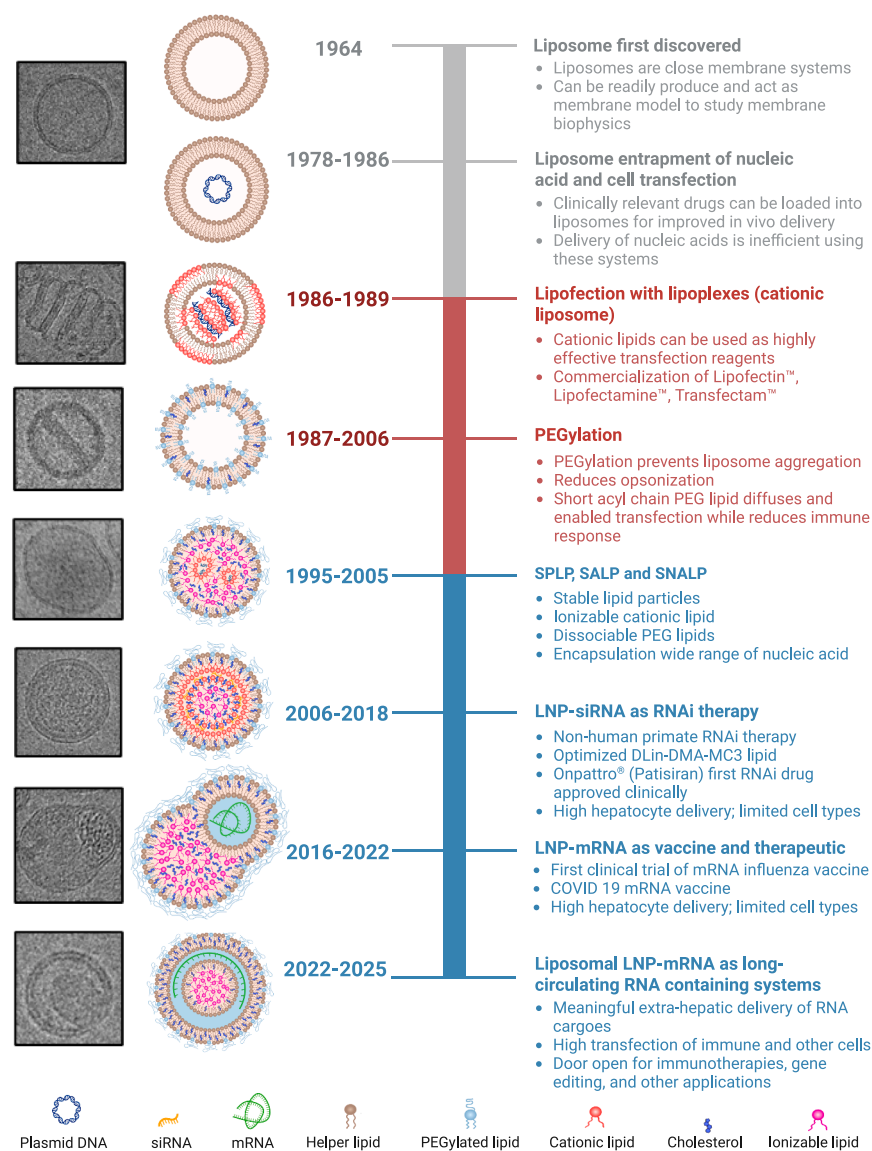 1964
Liposome first discovered
• Liposomes are close membrane systems
• Can be readily produce and act as
membrane model to study membrane
biophysics
1978-1986
Liposome entrapment of nucleic
acid and cell transfection
• Clinically relevant drugs can be loaded into
liposomes for improved in vivo delivery
• Delivery of nucleic acids is inefficient using
these systems
1986-1989
Lipofection with lipoplexes (cationic
liposome)
• Cationic lipids can be used as highly
effective transfection reagents
• Commercialization of Lipofectin™,
Lipofectamine™, Transfectam™
1987-2006
PEGylation
• PEGylation prevents liposome aggregation
• Reduces opsonization
• Short acyl chain PEG lipid diffuses and
enabled transfection while reduces immune
response
1995-2005
SPLP, SALP and SNALP
• Stable lipid particles
• Ionizable cationic lipid
• Dissociable PEG lipids
• Encapsulation wide range of nucleic acid
2006-2018
LNP-siRNA as RNAi therapy
• Non-human primate RNAi therapy
• Optimized DLin-DMA-MC3 lipid
• Onpattro® (Patisiran) first RNAi drug
approved clinically
• High hepatocyte delivery; limited cell types
2016-2022
LNP-mRNA as vaccine and therapeutic
• First clinical trial of mRNA influenza vaccine
• COVID 19 mRNA vaccine
• High hepatocyte delivery; limited cell types
2022-2025
Liposomal LNP-mRNA as long-
circulating RNA containing systems
• Meaningful extra-hepatic delivery of RNA
cargoes
• High transfection of immune and other cells
• Door open for immunotherapies, gene
editing, and other applications
Plasmid DNA
siRNA
mRNA
Helper lipid
PEGylated lipid
Cationic lipid
Cholesterol
Ionizable lipid